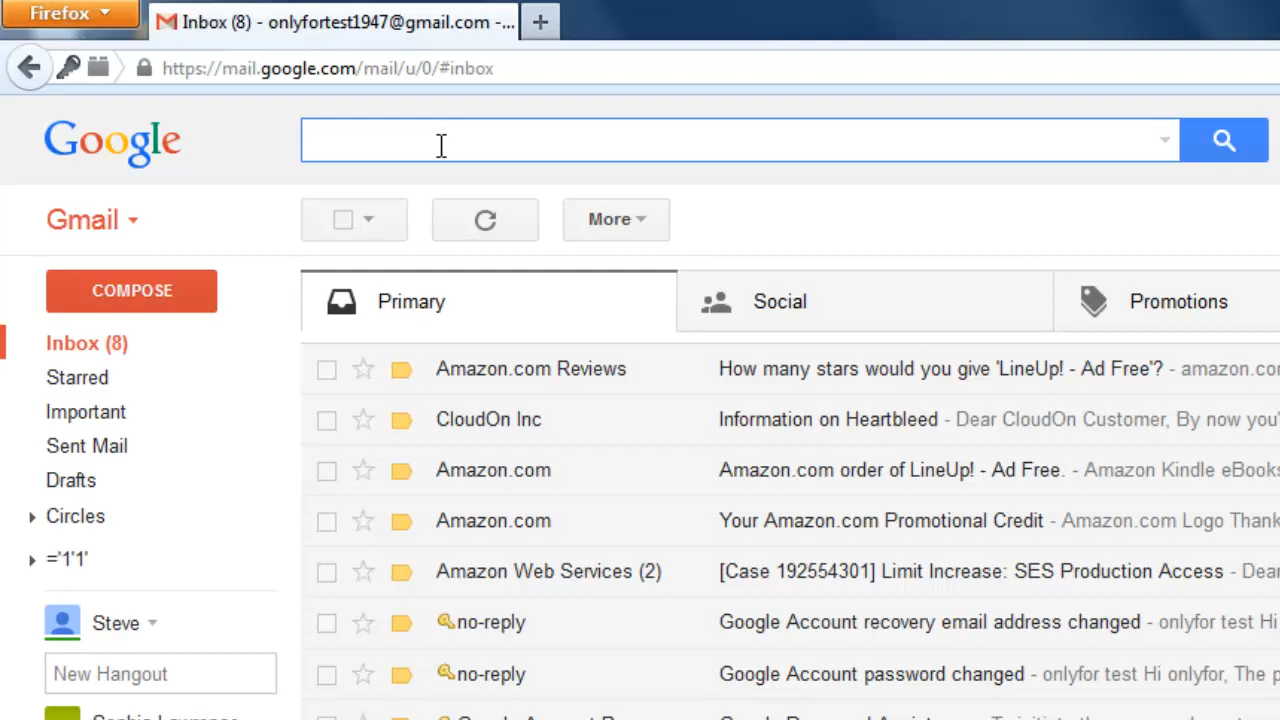 Firefox
Inbox (8) - onlyfortest1947@gmail.com -...
https://mail.google.com/mail/u/0/#inbox
Google
Gmail
More
COMPOSE
Primary
Social
Promotions
Inbox (8)
Starred
Important
Sent Mail
Drafts
Circles
='1'1'
Steve
New Hangout
Amazon.com Reviews How many stars would you give 'LineUp! - Ad Free'? - amazon.co
CloudOn Inc Information on Heartbleed - Dear CloudOn Customer, By now you'
Amazon.com Amazon.com order of LineUp! - Ad Free. - Amazon Kindle eBooks
Amazon.com Your Amazon.com Promotional Credit - Amazon.com Logo Thank
Amazon Web Services (2) [Case 192554301] Limit Increase: SES Production Access - Dea
no-reply Google Account recovery email address changed - onlyfor test Hi
no-reply Google Account password changed - onlyfor test Hi onlyfor, The p